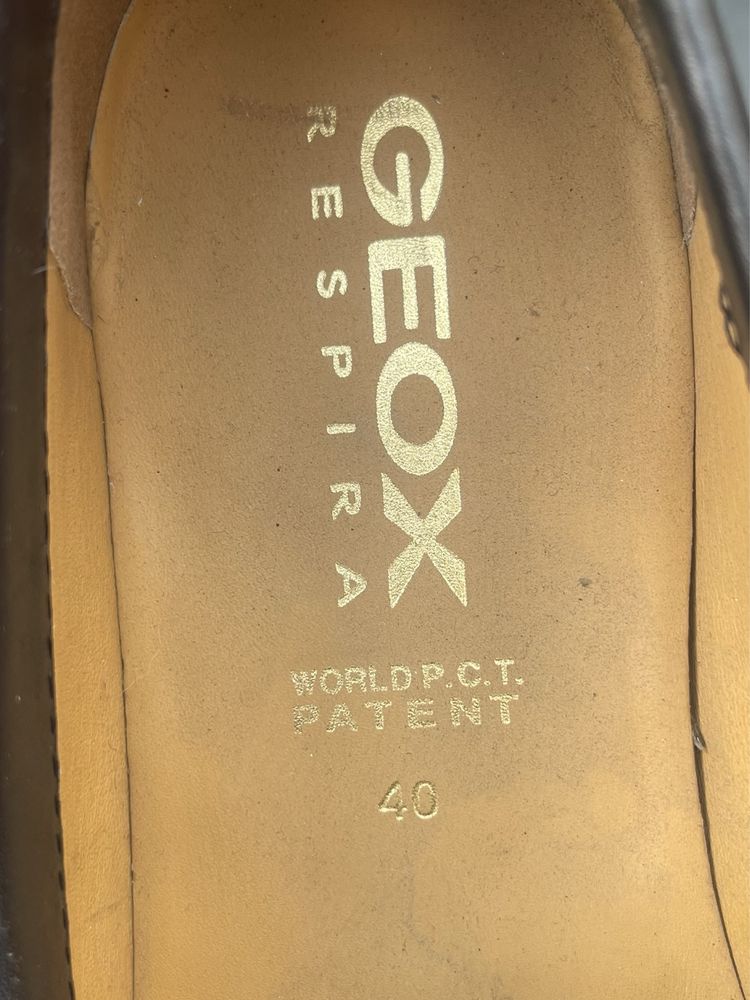 GEOX
RESPIRA
WORLD P.C.T.
PATENT
40